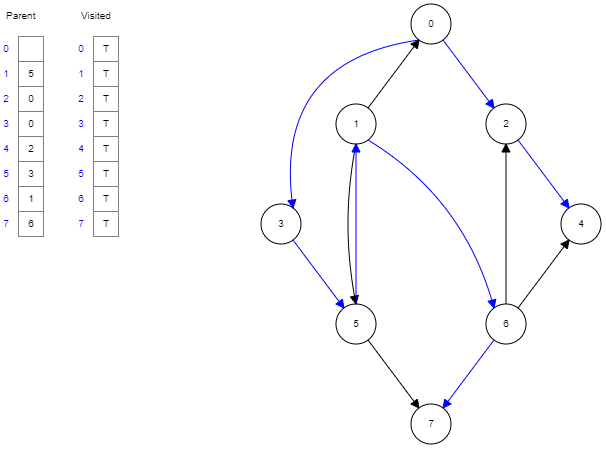 Parent Visited
0 0 T
1 5 1 T
2 0 2 T
3 0 3 T
4 2 4 T
5 3 5 T
6 1 6 T
7 6 7 T
0
1 2
3 4
5 6
7